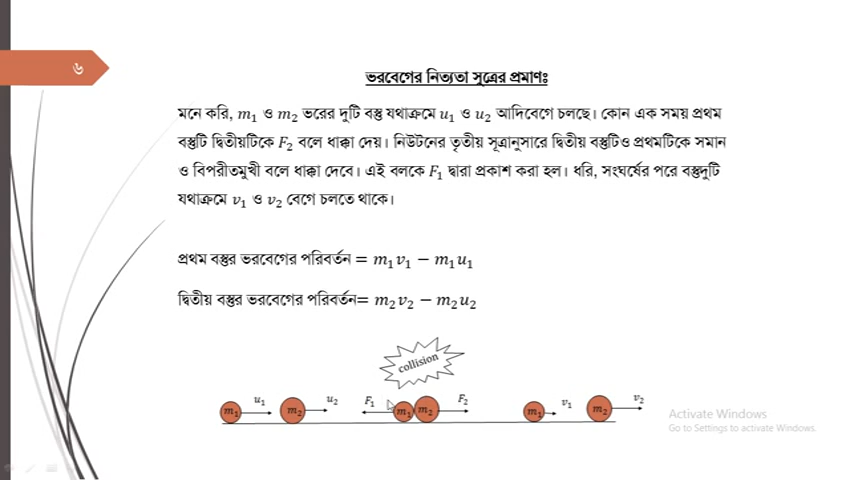 ৬
ভরবেগের নিত্যতা সূত্রের প্রমাণঃ
মনে করি, m₁ ও m₂ ভরের দুটি বস্তু যথাক্রমে u₁ ও u₂ আদিবেগে চলছে। কোন এক সময় প্রথম
বস্তুটি দ্বিতীয়টিকে F₂ বলে ধাক্কা দেয়। নিউটনের তৃতীয় সূত্রানুসারে দ্বিতীয় বস্তুটিও প্রথমটিকে সমান
ও বিপরীতমুখী বলে ধাক্কা দেবে। এই বলকে F₁ দ্বারা প্রকাশ করা হল। ধরি, সংঘর্ষের পরে বস্তুদুটি
যথাক্রমে v₁ ও v₂ বেগে চলতে থাকে।
প্রথম বস্তুর ভরবেগের পরিবর্তন = m₁v₁ − m₁u₁
দ্বিতীয় বস্তুর ভরবেগের পরিবর্তন= m₂v₂ − m₂u₂
collision
u₁ u₂ F₁ F₂ v₁ v₂
m₁ m₂ m₁ m₂ m₁ m₂
Activate Windows
Go to Settings to activate Windows.